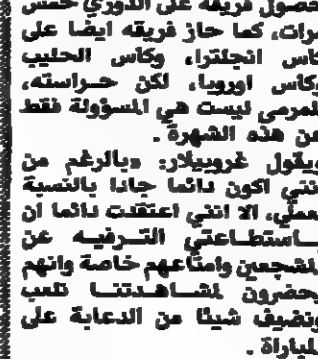 حصول فريقه على الدوري خمس
مرات، كما حاز فريقه ايضا على
كاس انجلترا، وكاس الحليب
وكاس اوروبا، لكن حراسته،
للمرمى ليست هي المسؤولة فقط
عن هذه الشهرة .
ويقول غروبيلار: «بالرغم من
انني اكون دائما جادا بالنسبة
لعملي، الا انني اعتقدت دائما ان
باستطاعتي الترفيه عن
المشجعين وامتاعهم خاصة وانهم
يحضرون لمشاهدتنا نلعب
ونضيف شيئا من الدعابة على
المباراة .